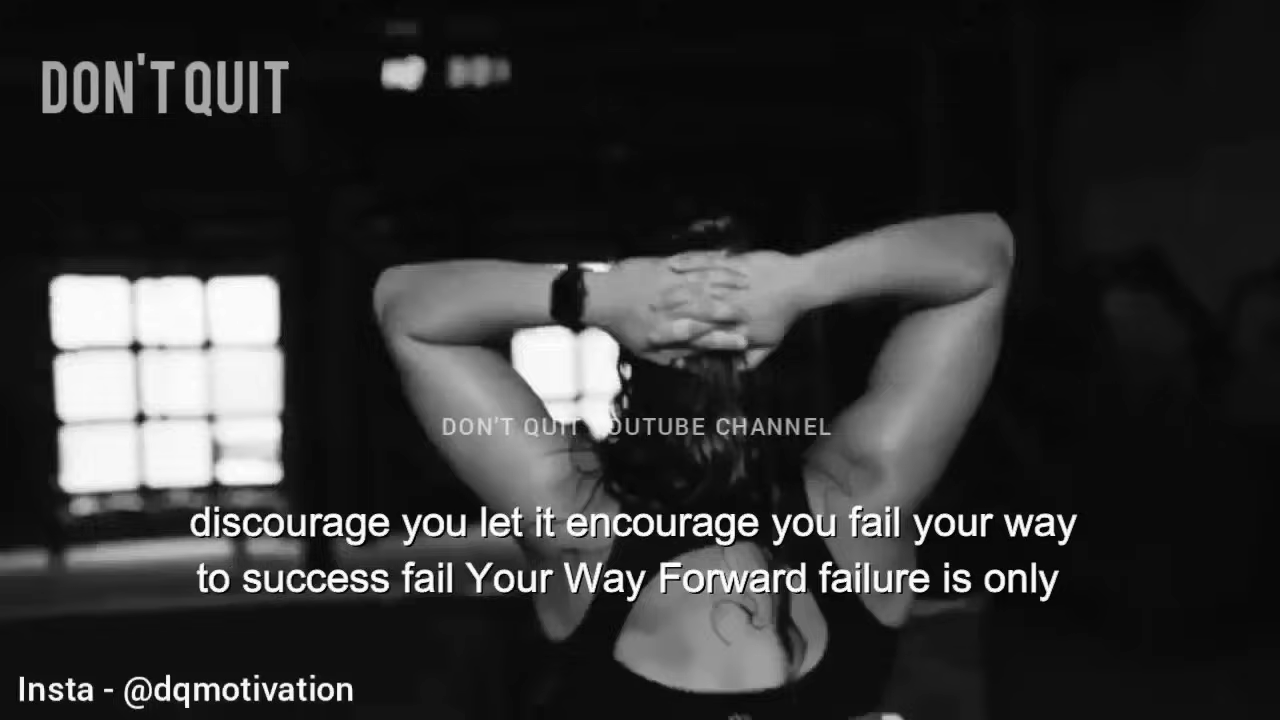 DON'T QUIT
DON'T QUIT YOUTUBE CHANNEL
discourage you let it encourage you fail your way
to success fail Your Way Forward failure is only
Insta - @dqmotivation